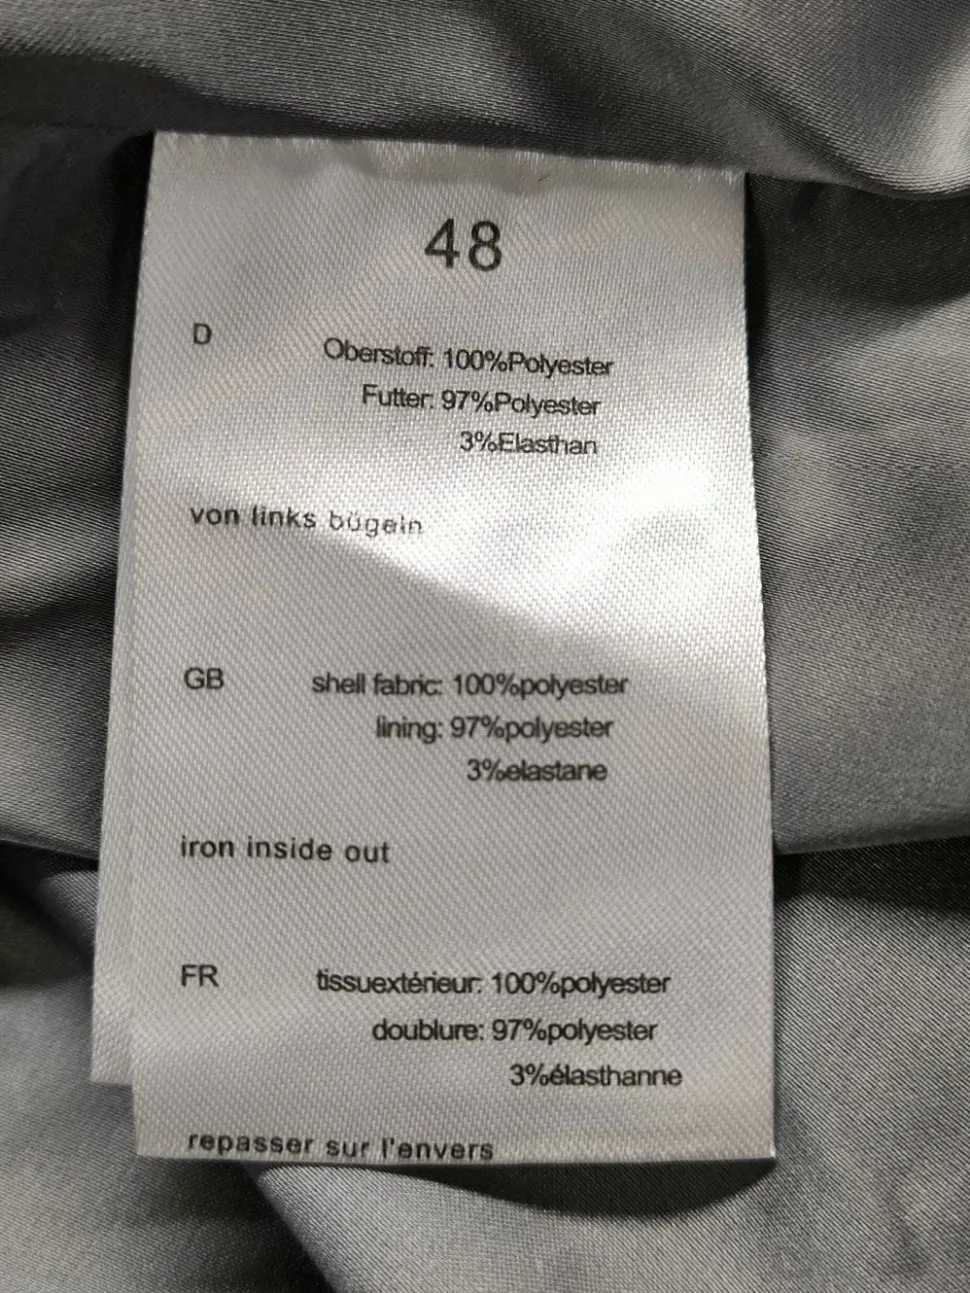 48
D Oberstoff: 100%Polyester
Futter: 97%Polyester
3%Elasthan
von links bügeln
GB shell fabric: 100%polyester
lining: 97%polyester
3%elastane
iron inside out
FR tissuextérieur: 100%polyester
doublure: 97%polyester
3%élasthanne
repasser sur l'envers